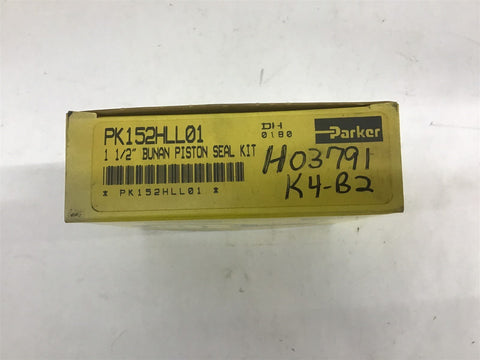 PK152HLL01
DH
0180
Parker
1 1/2" BUNAN PISTON SEAL KIT
H03791
K4-B2
* PK152HLL01 *